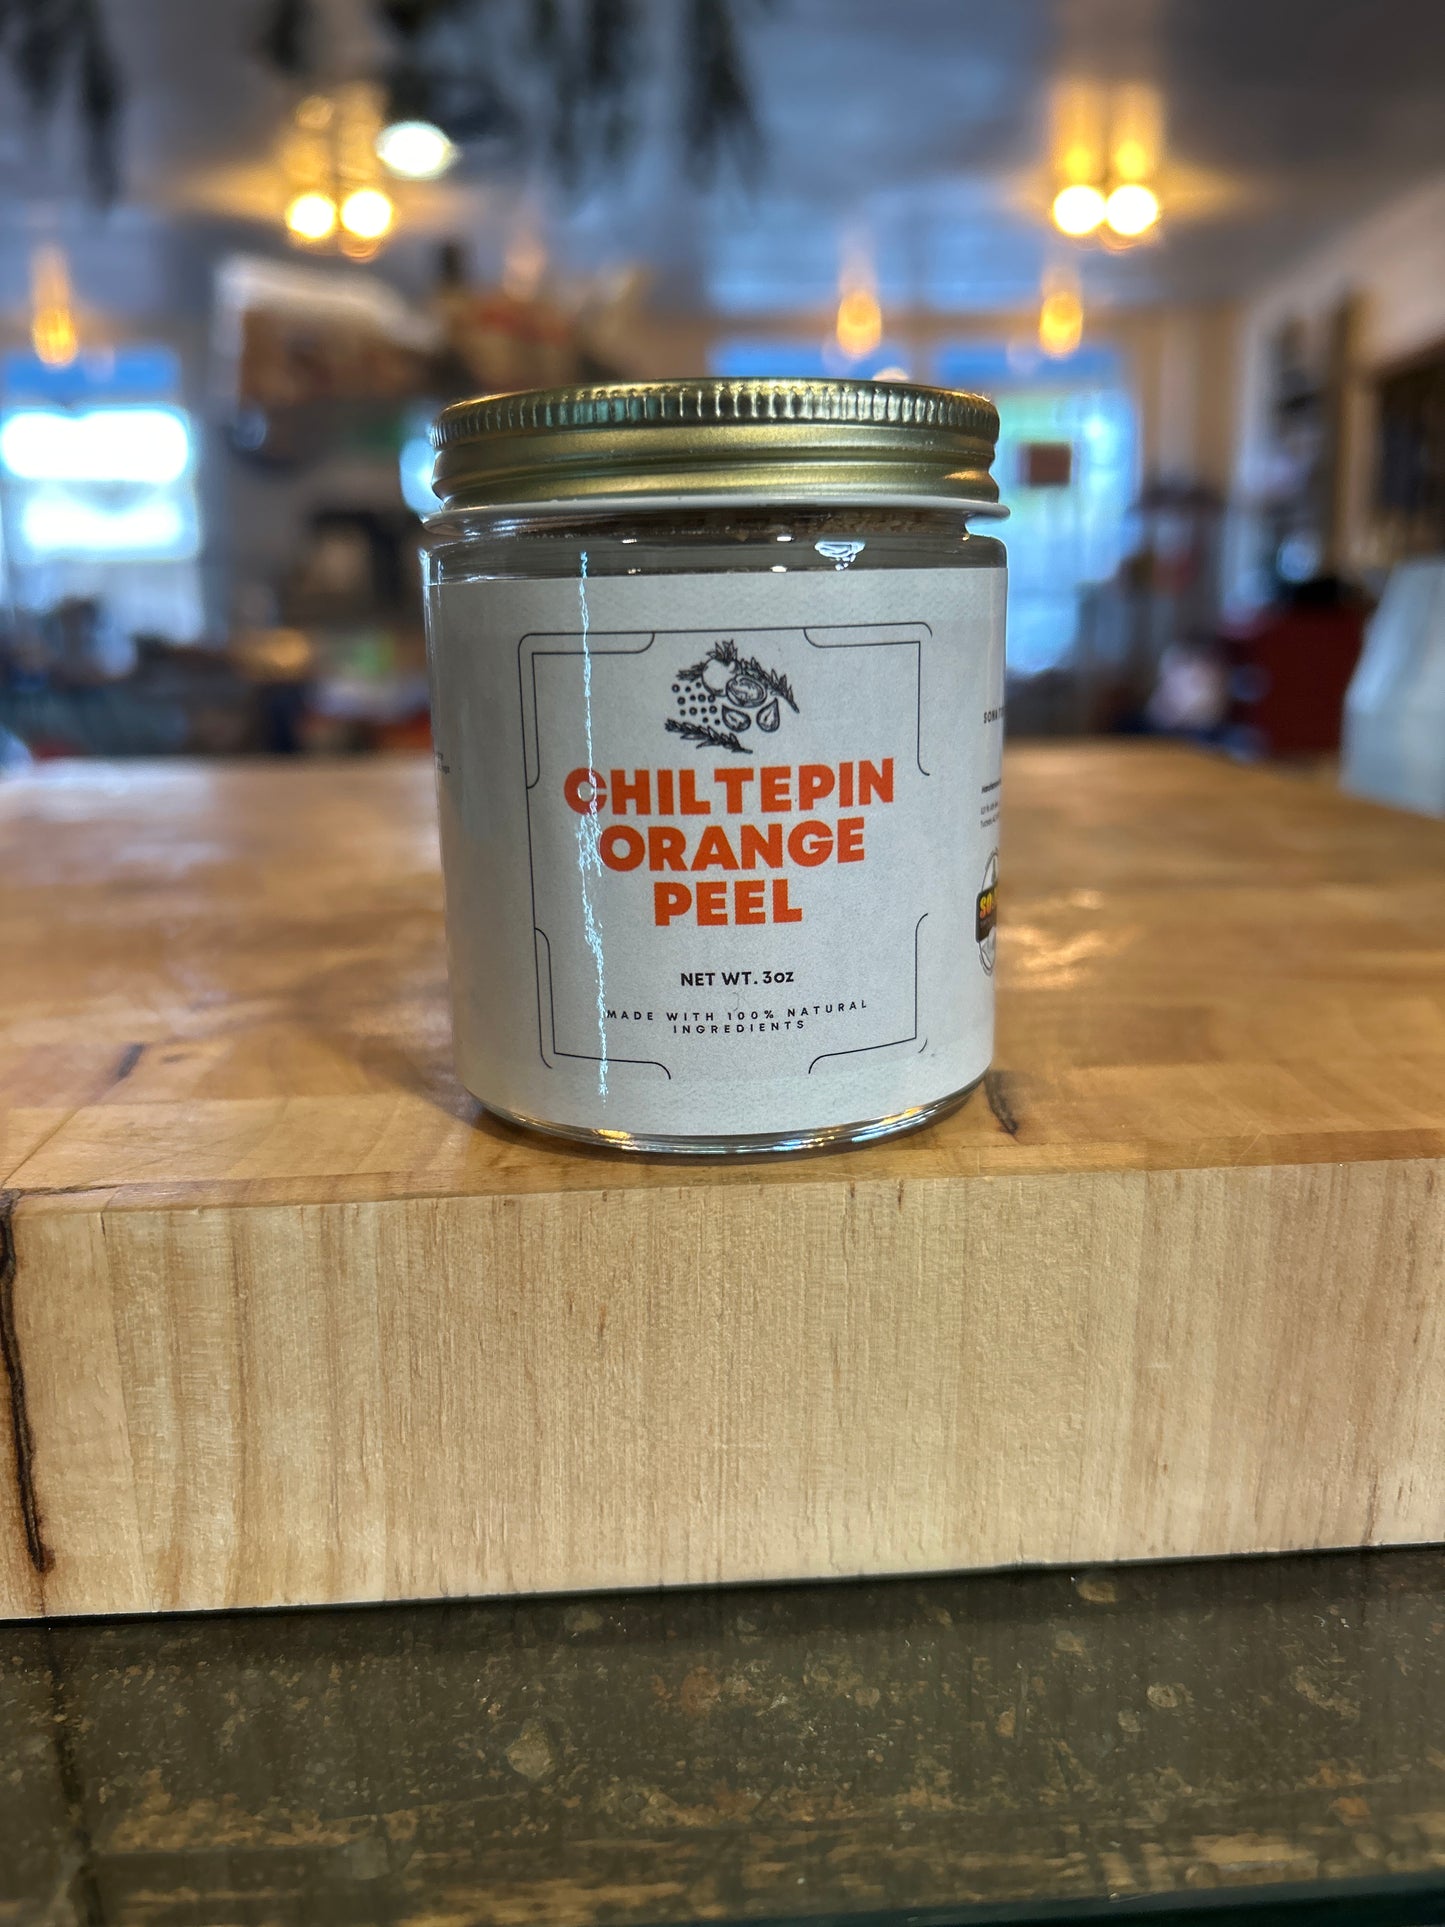 CHILTEPIN
ORANGE
PEEL
NET WT. 3oz
MADE WITH 100% NATURAL
INGREDIENTS